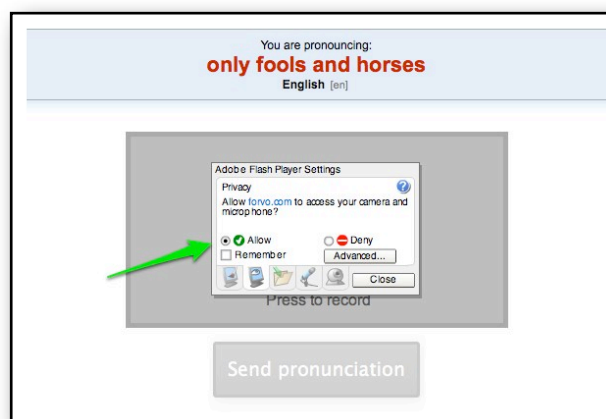 You are pronouncing:
only fools and horses
English [en]
Adobe Flash Player Settings
Privacy
Allow forvo.com to access your camera and
microphone?
Allow
Deny
Remember
Advanced...
Close
Press to record
Send pronunciation